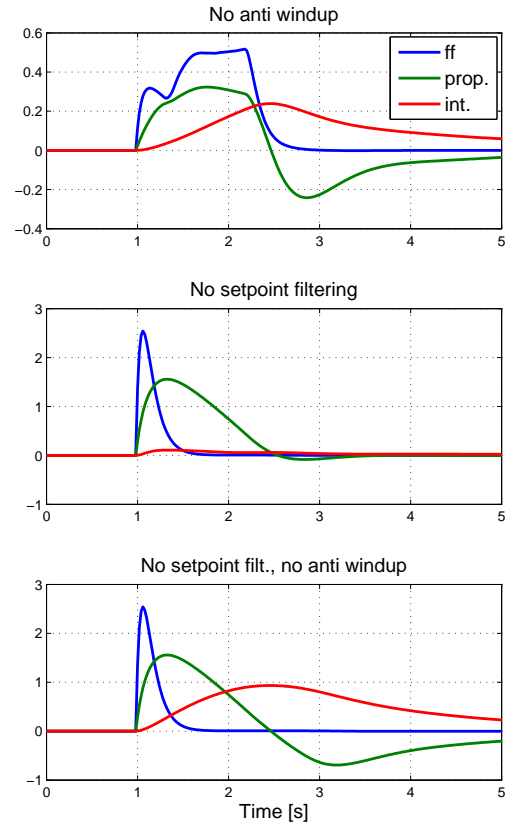 No anti windup
0.6
0.4
0.2
0
−0.2
−0.4
0 1 2 3 4 5
ff
prop.
int.
No setpoint filtering
3
2
1
0
−1
0 1 2 3 4 5
No setpoint filt., no anti windup
3
2
1
0
−1
0 1 2 3 4 5
Time [s]